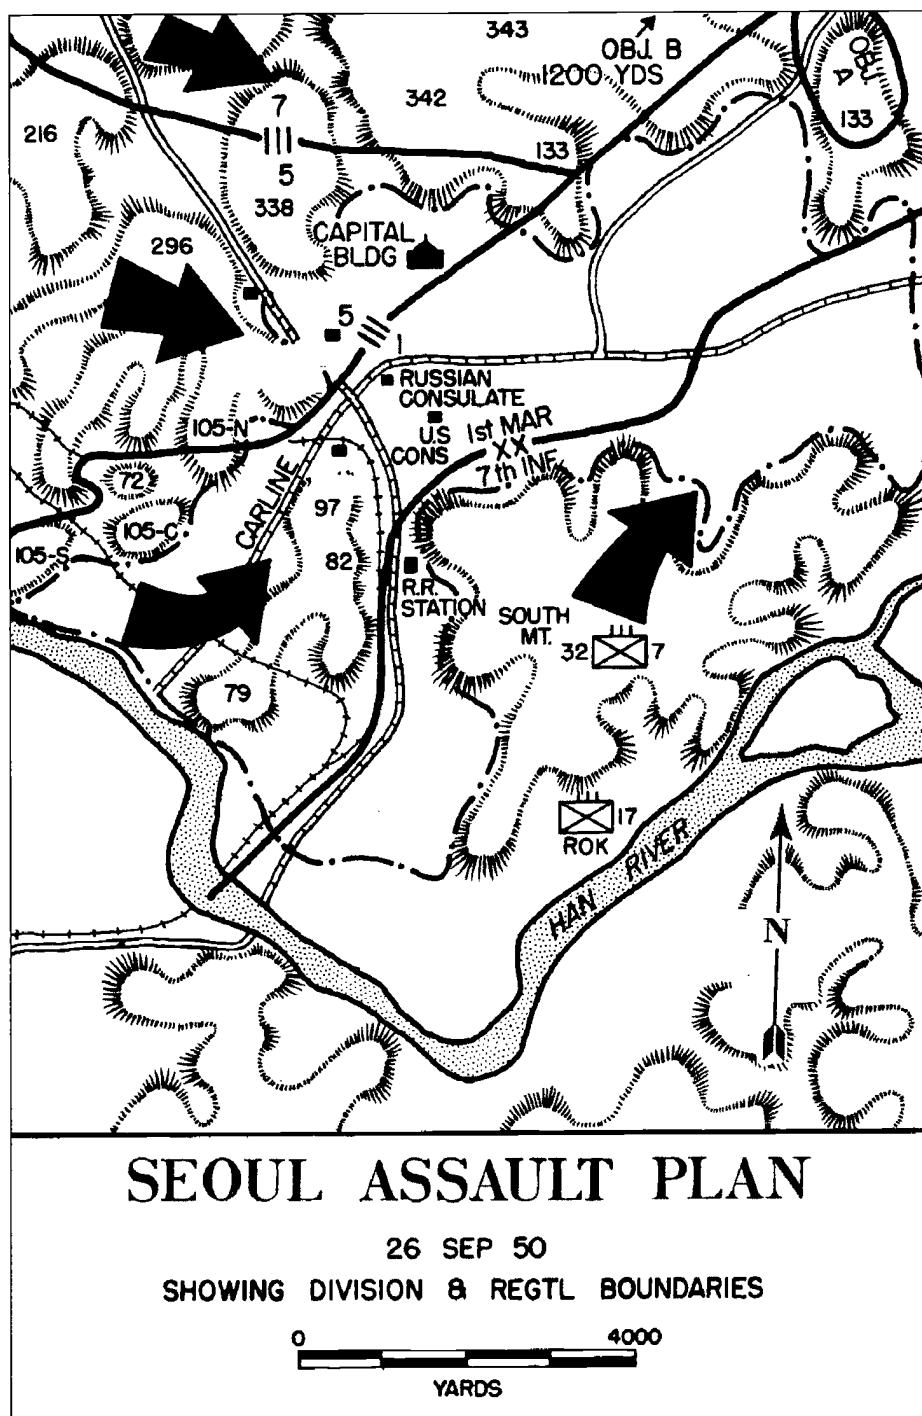 343
OBJ. B
1200 YDS
OBJ.
A
133
342
7
216
133
5
338
CAPITAL
BLDG
296
5
1
RUSSIAN
CONSULATE
U.S
CONS
1st MAR
XX
7th INF
105-N
72
CARLINE
97
105-C
105-S
82
R.R.
STATION
SOUTH
MT.
32
7
79
17
ROK
HAN RIVER
N
SEOUL ASSAULT PLAN
26 SEP 50
SHOWING DIVISION & REGTL BOUNDARIES
0 4000
YARDS